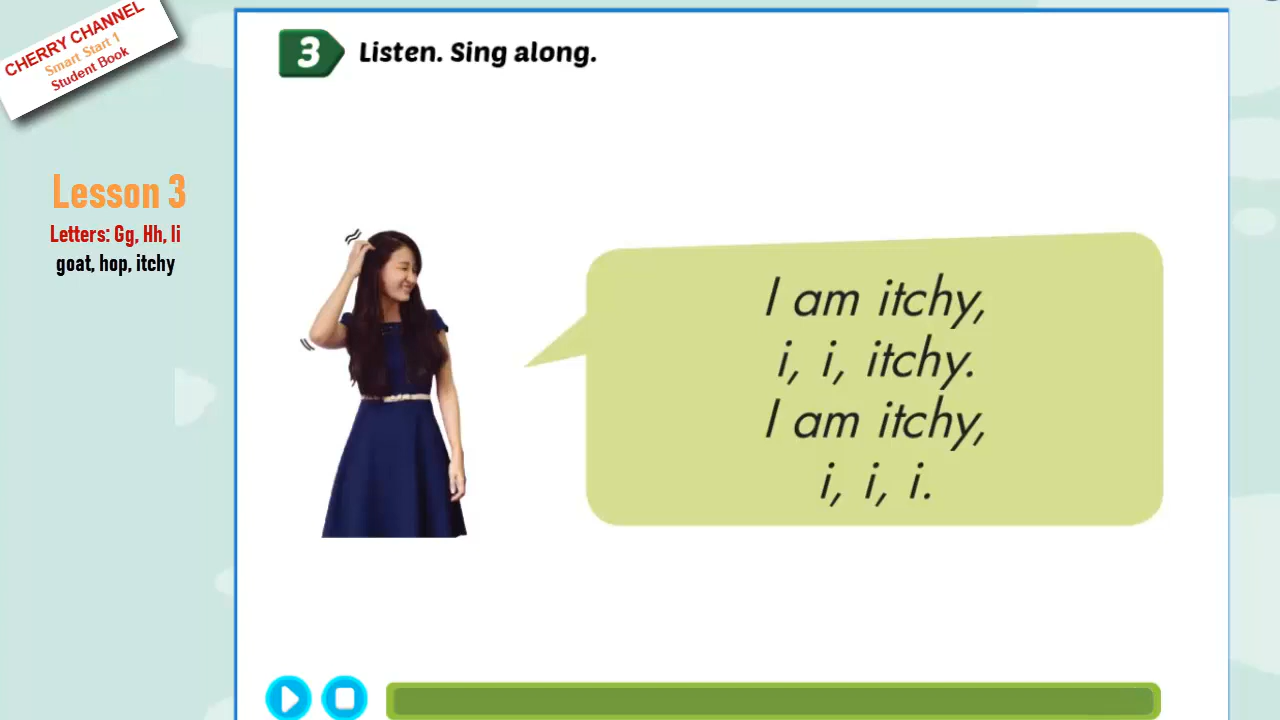 CHERRY CHANNEL
Smart Start 1
Student Book
3 Listen. Sing along.
Lesson 3
Letters: Gg, Hh, Ii
goat, hop, itchy
I am itchy,
i, i, itchy.
I am itchy,
i, i, i.